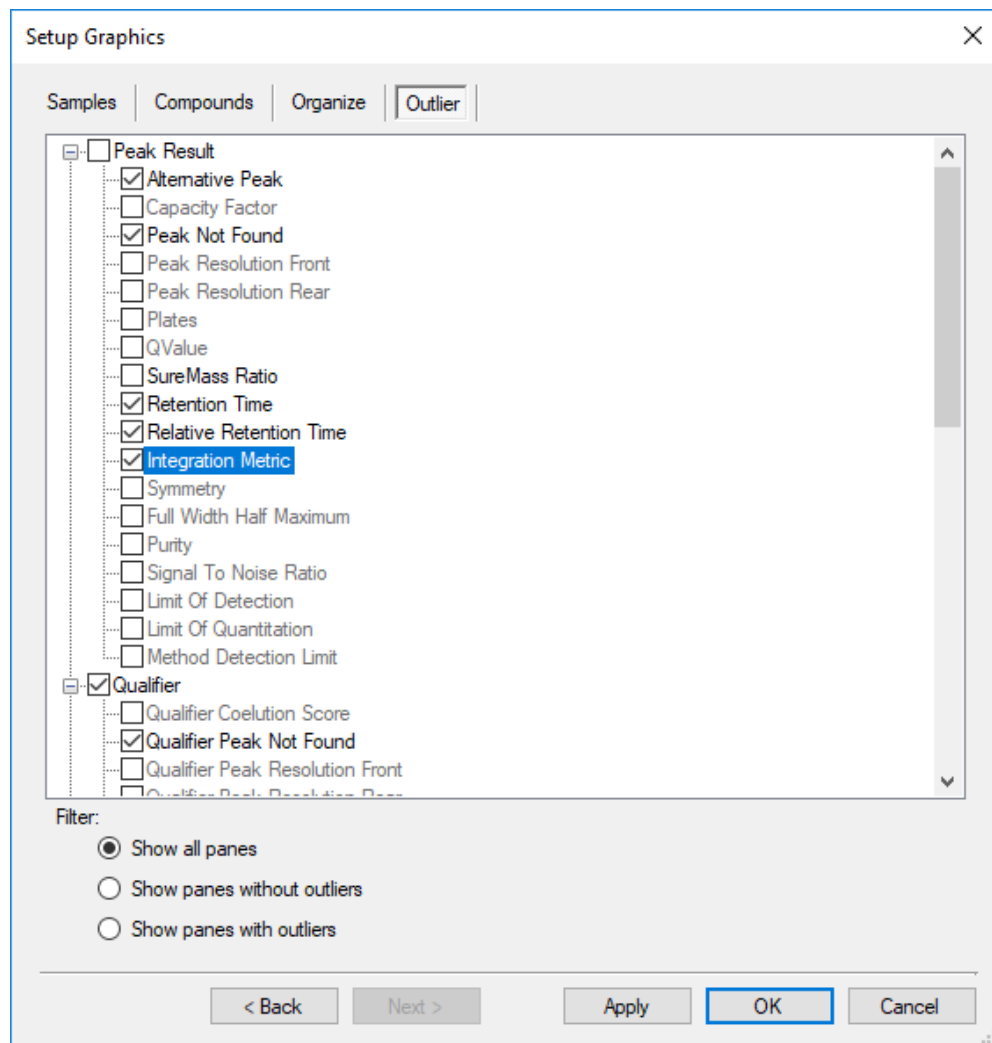 Setup Graphics
Samples Compounds Organize Outlier
Peak Result
Alternative Peak
Capacity Factor
Peak Not Found
Peak Resolution Front
Peak Resolution Rear
Plates
QValue
SureMass Ratio
Retention Time
Relative Retention Time
Integration Metric
Symmetry
Full Width Half Maximum
Purity
Signal To Noise Ratio
Limit Of Detection
Limit Of Quantitation
Method Detection Limit
Qualifier
Qualifier Coelution Score
Qualifier Peak Not Found
Qualifier Peak Resolution Front
Qualifier Peak Resolution Rear
Filter:
Show all panes
Show panes without outliers
Show panes with outliers
< Back Next > Apply OK Cancel